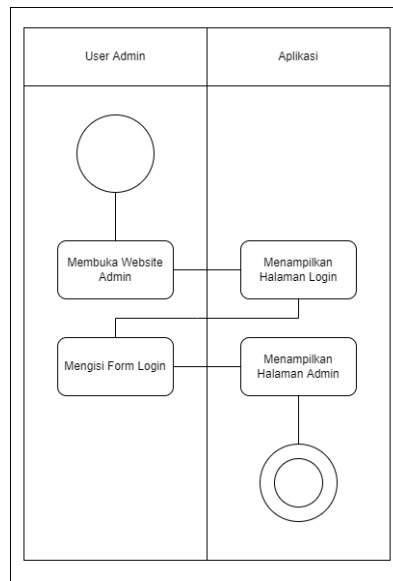 User Admin
Aplikasi
Membuka Website
Admin
Menampilkan
Halaman Login
Mengisi Form Login
Menampilkan
Halaman Admin